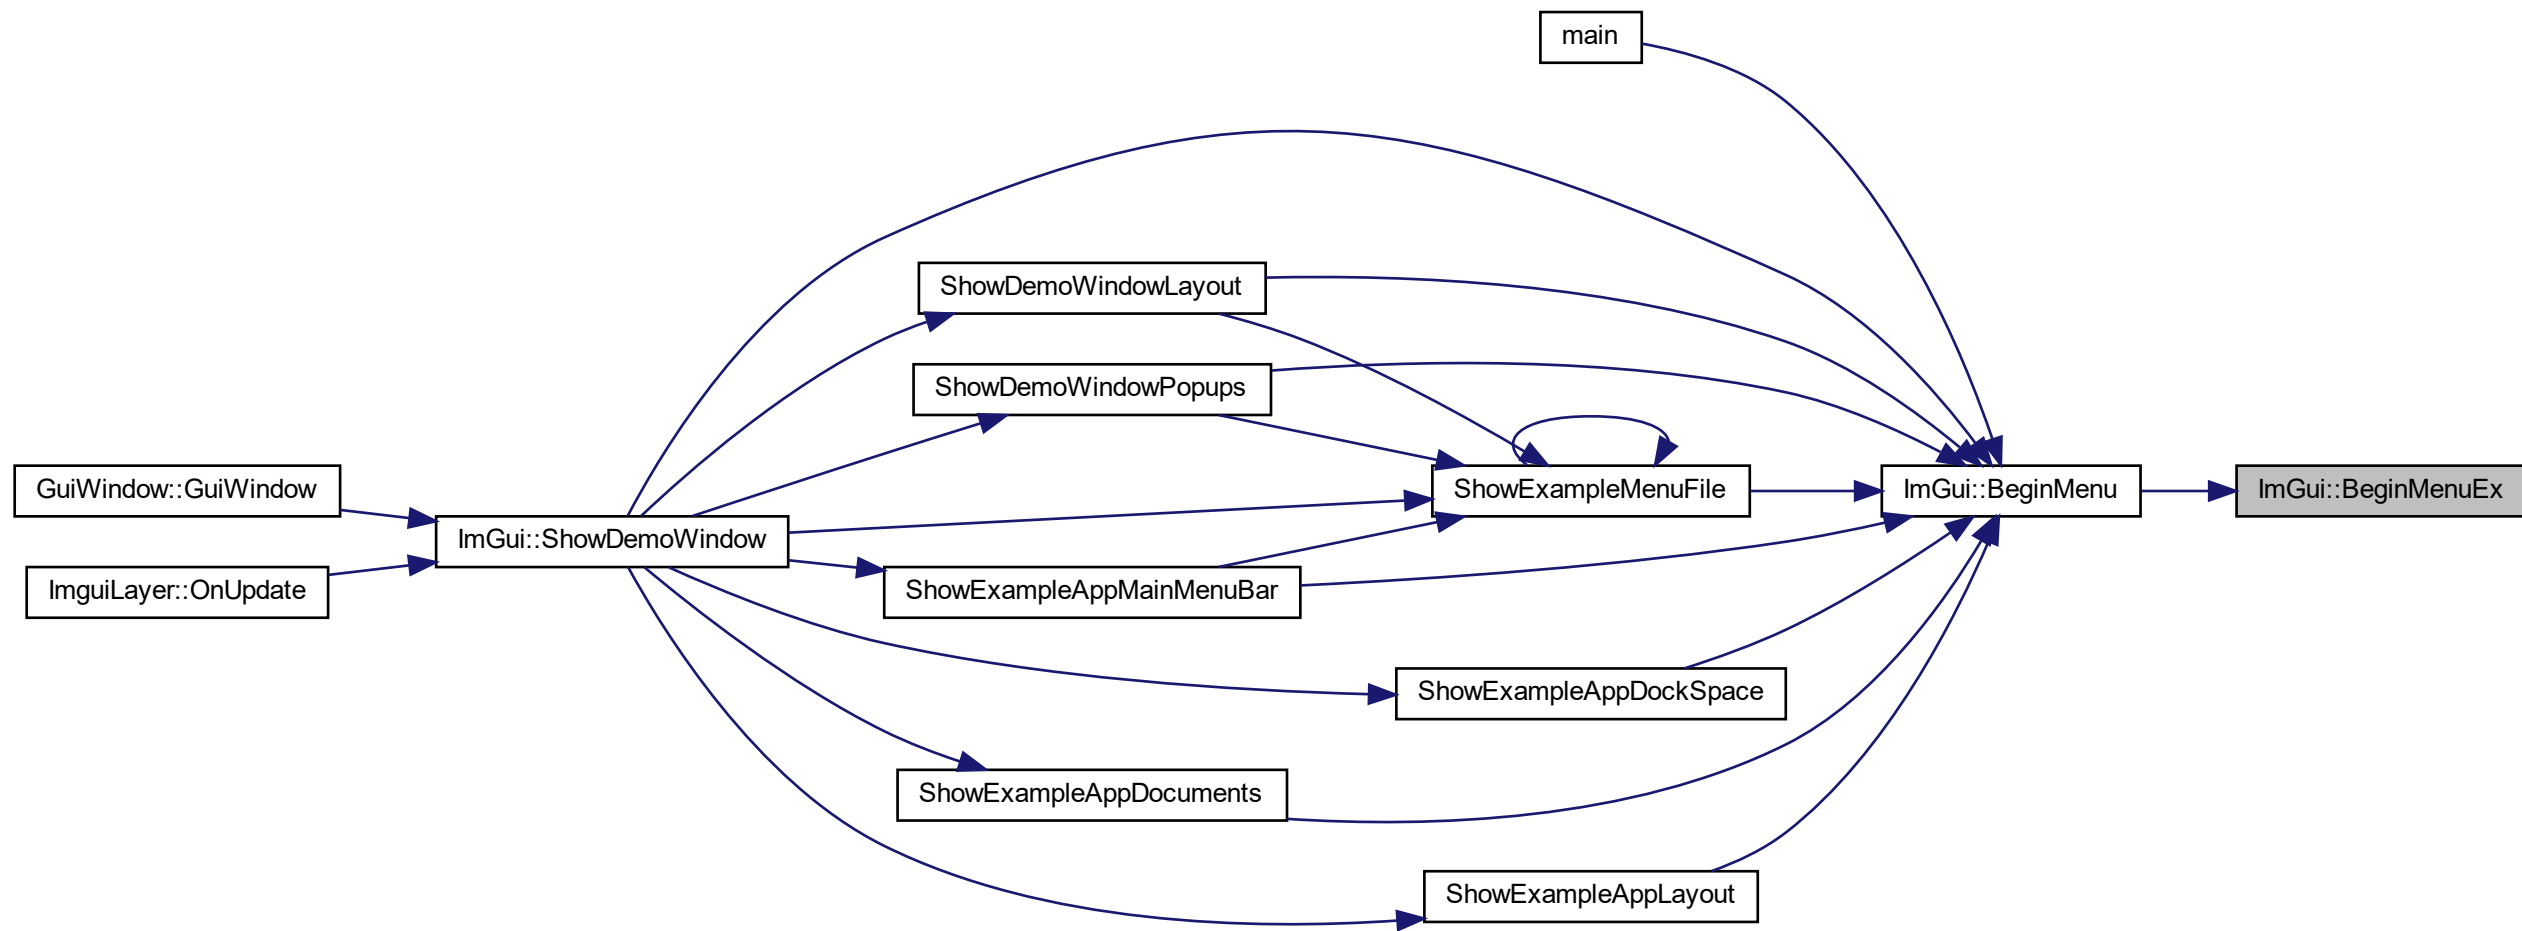 main
ShowDemoWindowLayout
ShowDemoWindowPopups
GuiWindow::GuiWindow
ShowExampleMenuFile
ImGui::BeginMenu
ImGui::BeginMenuEx
ImGui::ShowDemoWindow
ImguiLayer::OnUpdate
ShowExampleAppMainMenuBar
ShowExampleAppDockSpace
ShowExampleAppDocuments
ShowExampleAppLayout